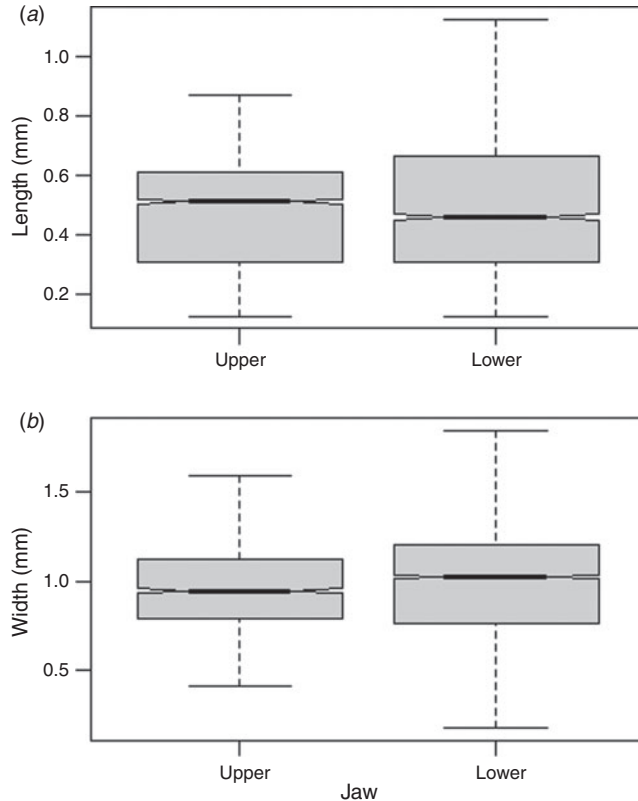 (a)
Length (mm)
1.0
0.8
0.6
0.4
0.2
Upper
Lower
(b)
Width (mm)
1.5
1.0
0.5
Upper
Lower
Jaw